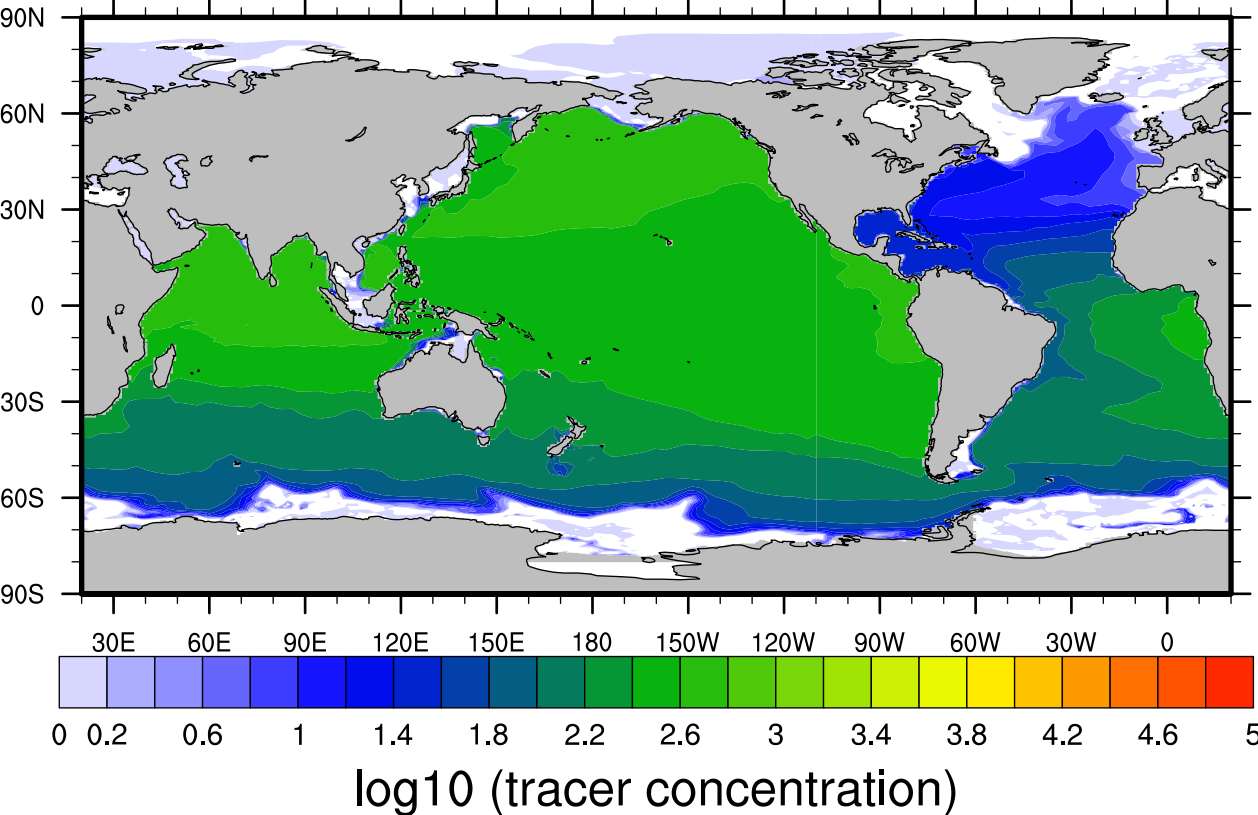 90N
60N
30N
0
30S
60S
90S
30E 60E 90E 120E 150E 180 150W 120W 90W 60W 30W 0
0 0.2 0.6 1 1.4 1.8 2.2 2.6 3 3.4 3.8 4.2 4.6 5
log10 (tracer concentration)